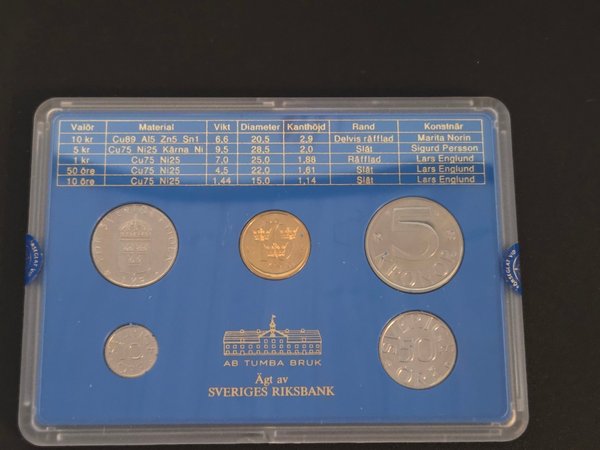 Valör Material Vikt Diameter Kanthöjd Rand Konstnär
10 kr Cu89 Al5 Zn5 Sn1 6,6 20,5 2,9 Delvis räfflad Marita Norin
5 kr Cu75 Ni25 Kärna Ni 9,5 28,5 2,0 Slät Sigurd Persson
1 kr Cu75 Ni25 7,0 25,0 1,88 Räfflad Lars Englund
50 öre Cu75 Ni25 4,5 22,0 1,61 Slät Lars Englund
10 öre Cu75 Ni25 1,44 15,0 1,14 Slät Lars Englund
5
KRONOR
10
SVERIGE
50
ÖRE
AB TUMBA BRUK
Ägt av
SVERIGES RIKSBANK